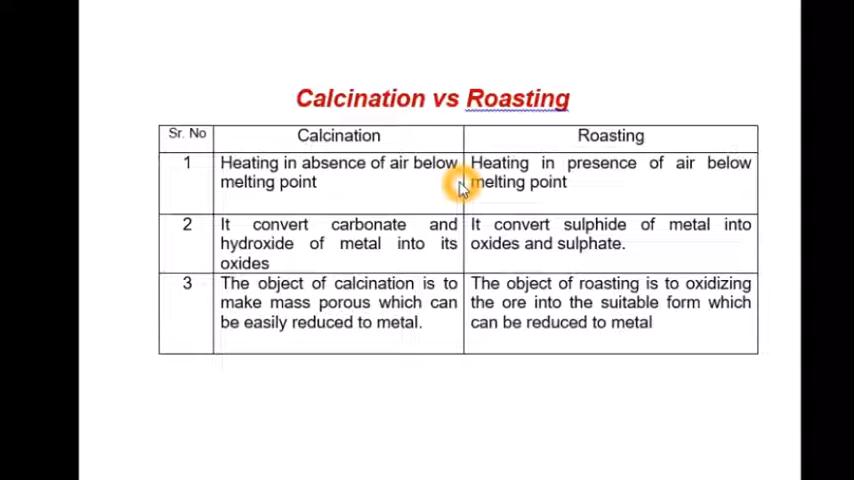 Calcination vs Roasting
Sr. No Calcination Roasting
1 Heating in absence of air below Heating in presence of air below
melting point melting point
2 It convert carbonate and It convert sulphide of metal into
hydroxide of metal into its oxides and sulphate.
oxides
3 The object of calcination is to The object of roasting is to oxidizing
make mass porous which can the ore into the suitable form which
be easily reduced to metal. can be reduced to metal